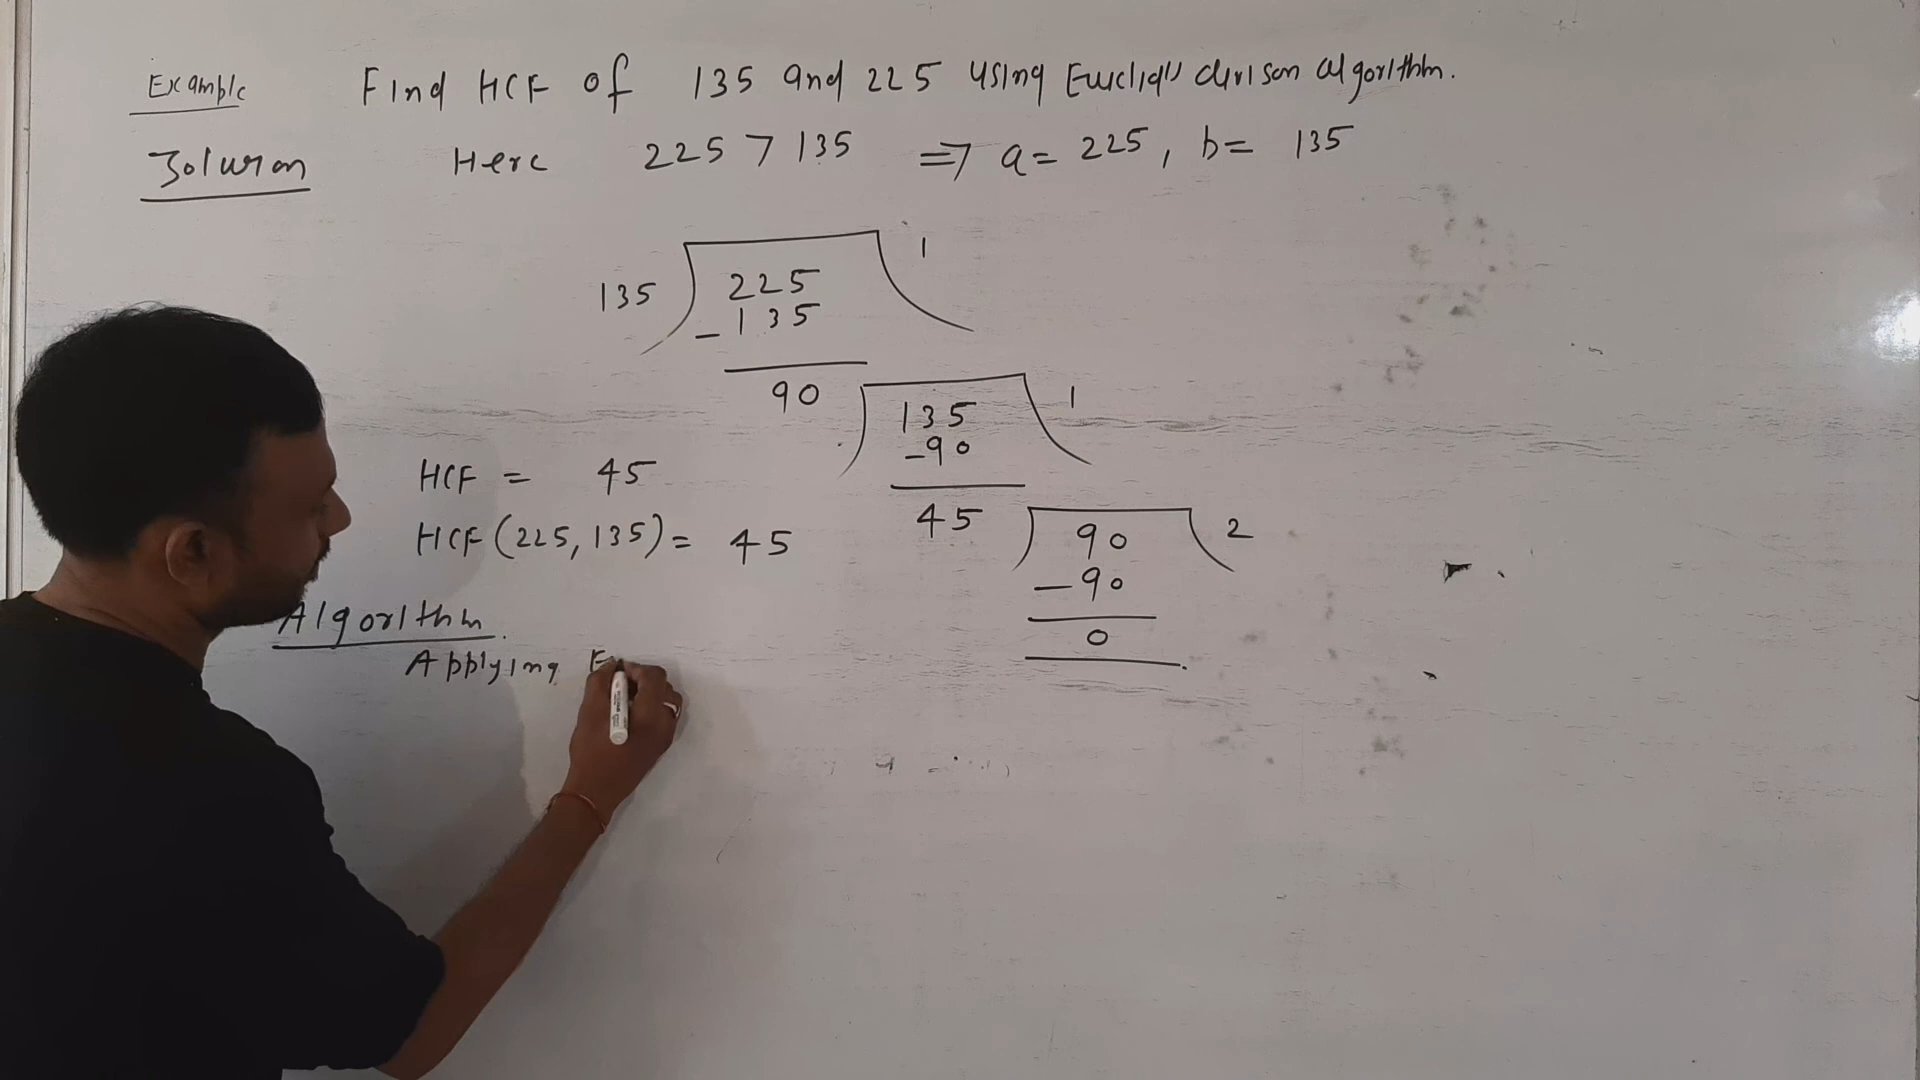 Example Find HCF of 135 and 225 using Euclid's divison algorithm.
Solution Here 225 > 135 ⇒ a = 225, b = 135
135 ) 225 ( 1
- 135
90 ) 135 ( 1
- 90
45 ) 90 ( 2
- 90
0
HCF = 45
HCF (225, 135) = 45
Algorithm
Applying E